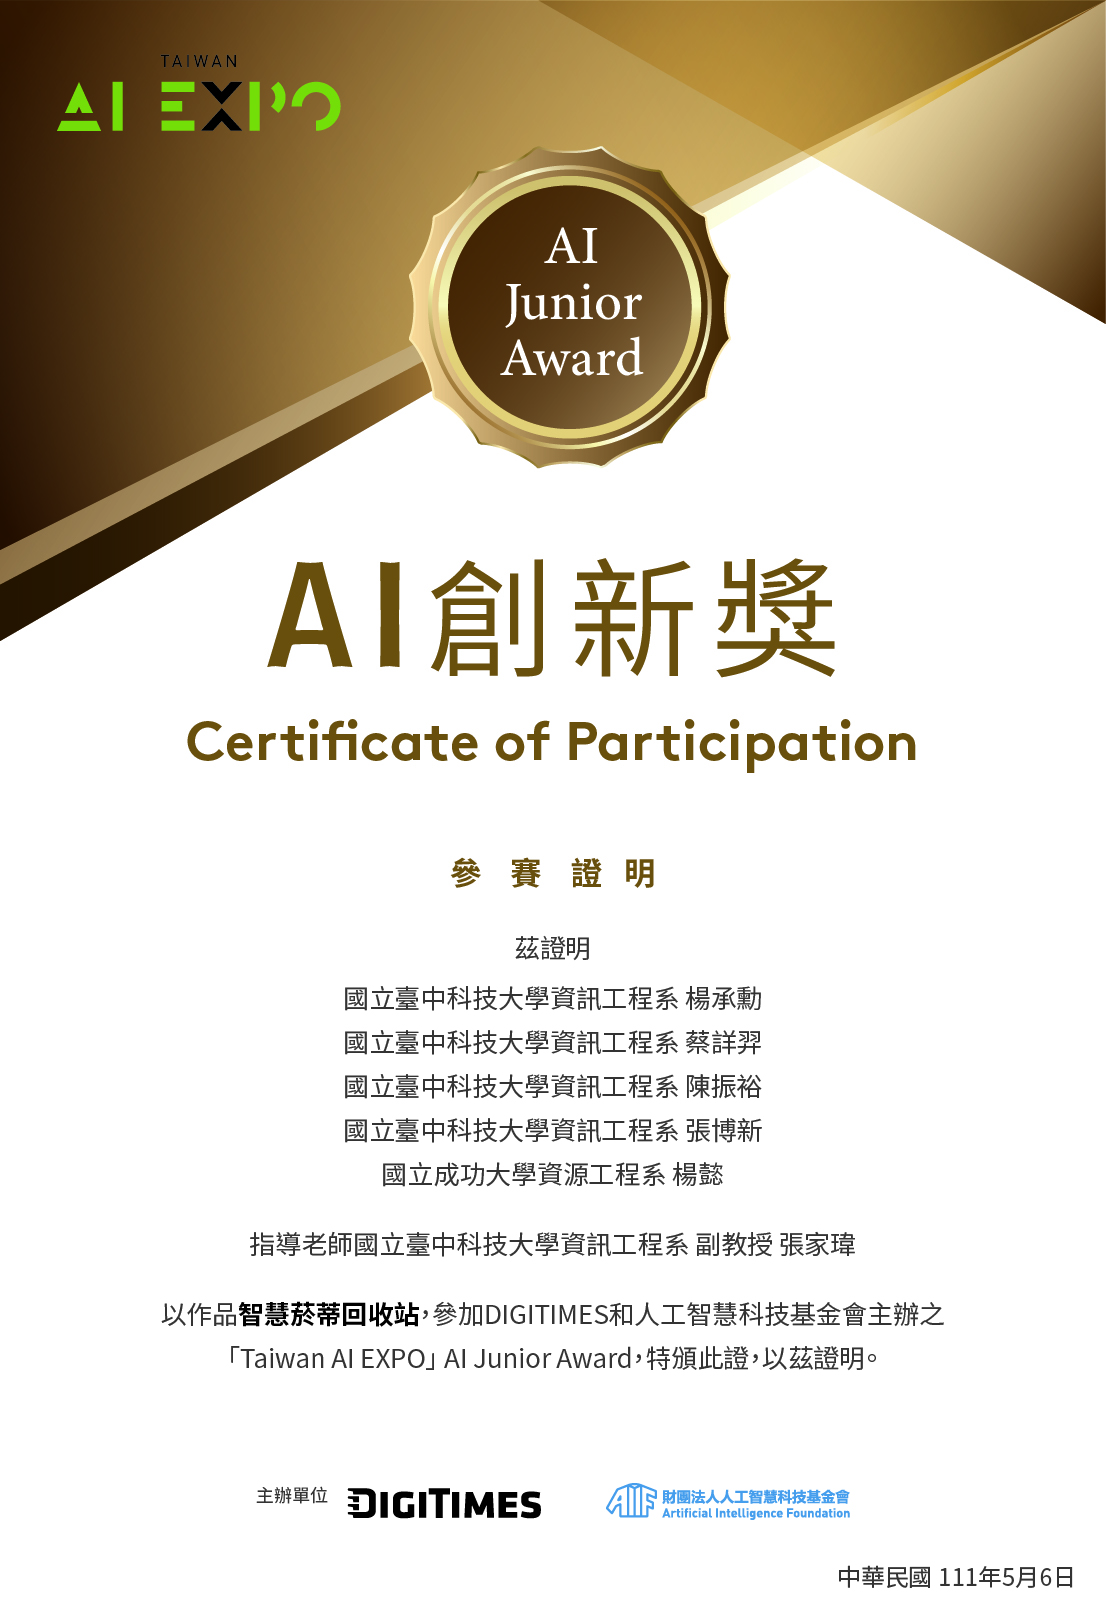 TAIWAN
AI EXPO
AI
Junior
Award
AI創新獎
Certificate of Participation
參賽證明
茲證明
國立臺中科技大學資訊工程系 楊承勳
國立臺中科技大學資訊工程系 蔡詳羿
國立臺中科技大學資訊工程系 陳振裕
國立臺中科技大學資訊工程系 張博新
國立成功大學資源工程系 楊懿
指導老師國立臺中科技大學資訊工程系 副教授 張家瑋
以作品智慧菸蒂回收站，參加DIGITIMES和人工智慧科技基金會主辦之
「Taiwan AI EXPO」AI Junior Award，特頒此證，以茲證明。
主辦單位 DIGITIMES AIF 財團法人人工智慧科技基金會
Artificial Intelligence Foundation
中華民國 111年5月6日